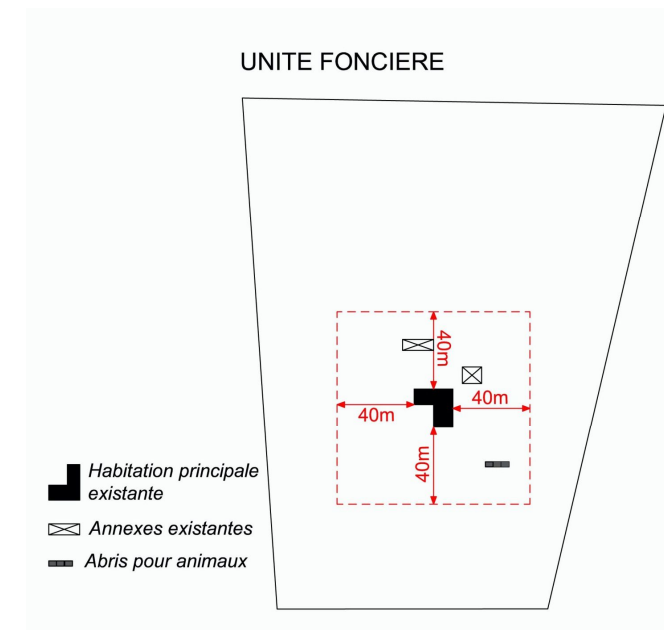 UNITE FONCIERE
40m
40m
40m
40m
Habitation principale
existante
Annexes existantes
Abris pour animaux